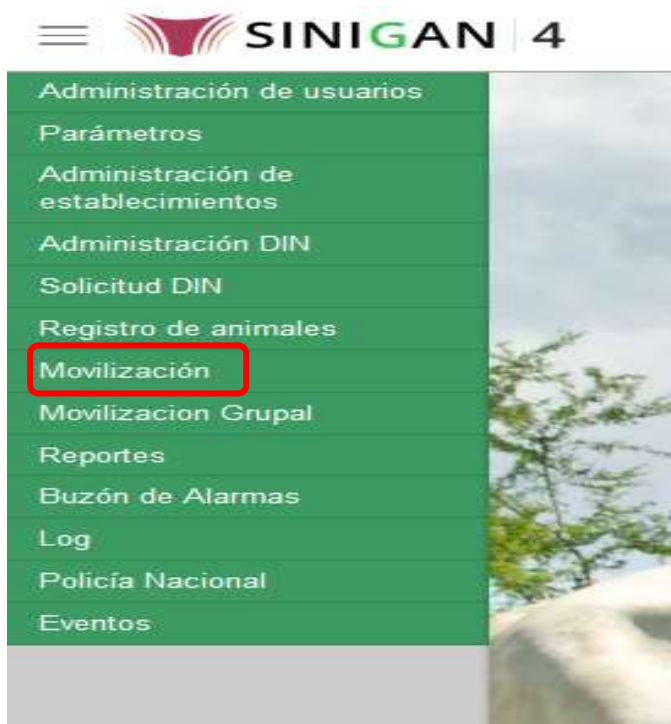 SINIGAN 4
Administración de usuarios
Parámetros
Administración de
establecimientos
Administración DIN
Solicitud DIN
Registro de animales
Movilización
Movilizacion Grupal
Reportes
Buzón de Alarmas
Log
Policía Nacional
Eventos